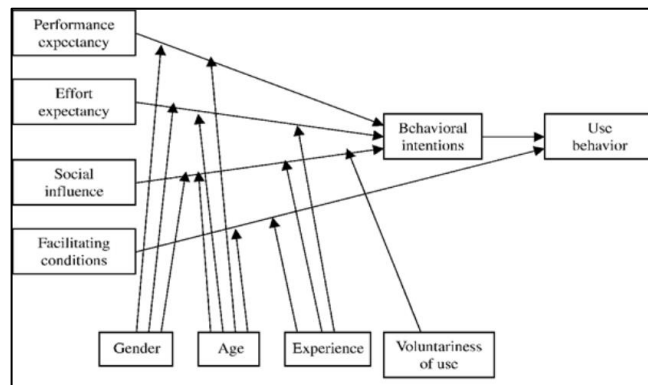 Performance
expectancy
Effort
expectancy
Behavioral
intentions
Use
behavior
Social
influence
Facilitating
conditions
Gender
Age
Experience
Voluntariness
of use